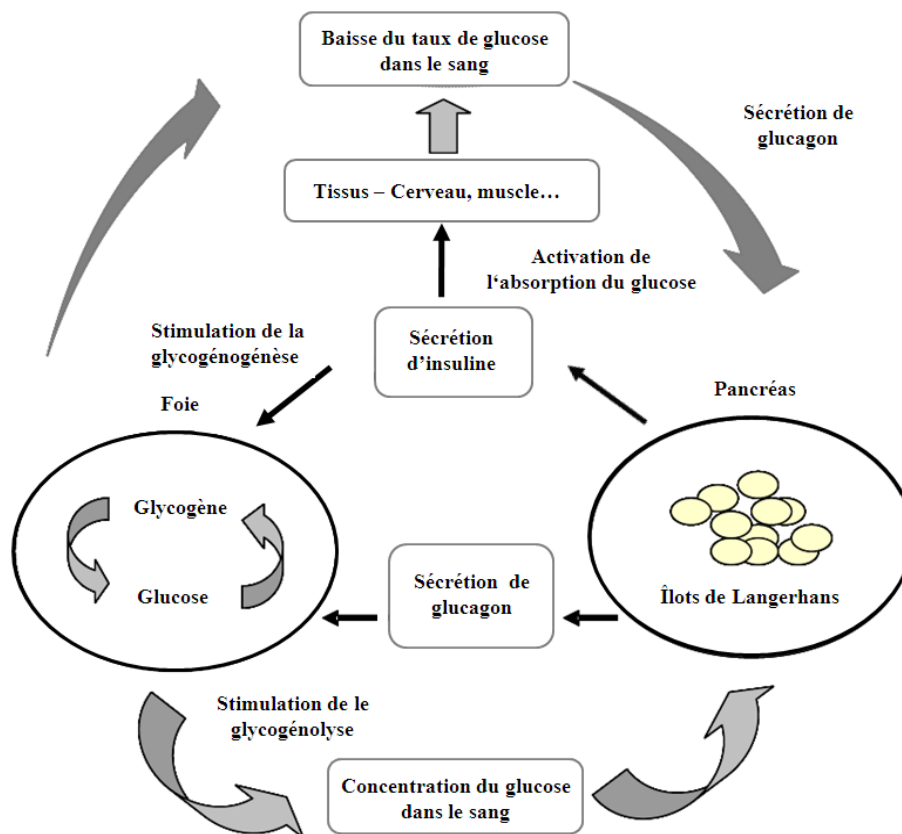 Baisse du taux de glucose
dans le sang
Sécrétion de
glucagon
Tissus – Cerveau, muscle…
Activation de
l‘absorption du glucose
Stimulation de la
glycogénogénèse
Sécrétion
d’insuline
Foie
Pancréas
Glycogène
Glucose
Sécrétion de
glucagon
Îlots de Langerhans
Stimulation de le
glycogénolyse
Concentration du glucose
dans le sang